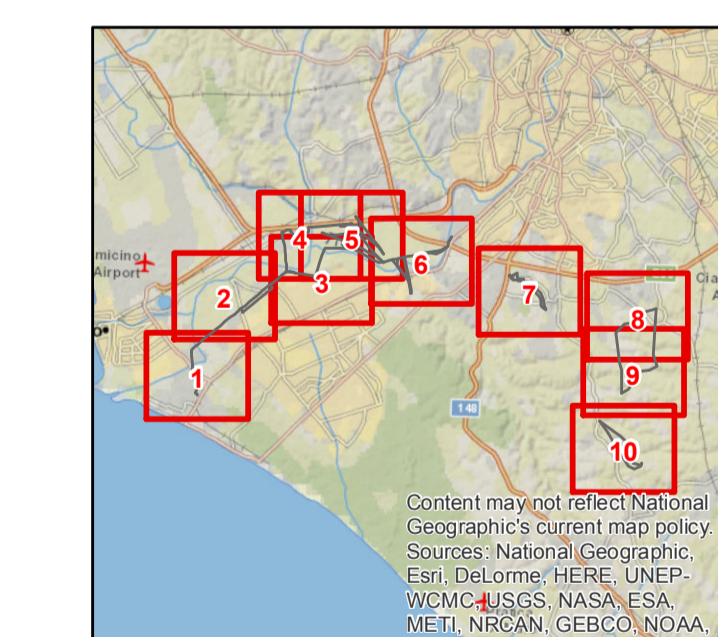 4
5
6
micino
Airport
2
3
7
Cia
8
o
1
9
148
10
Content may not reflect National
Geographic's current map policy.
Sources: National Geographic,
Esri, DeLorme, HERE, UNEP-
WCMC, USGS, NASA, ESA,
METI, NRCAN, GEBCO, NOAA,